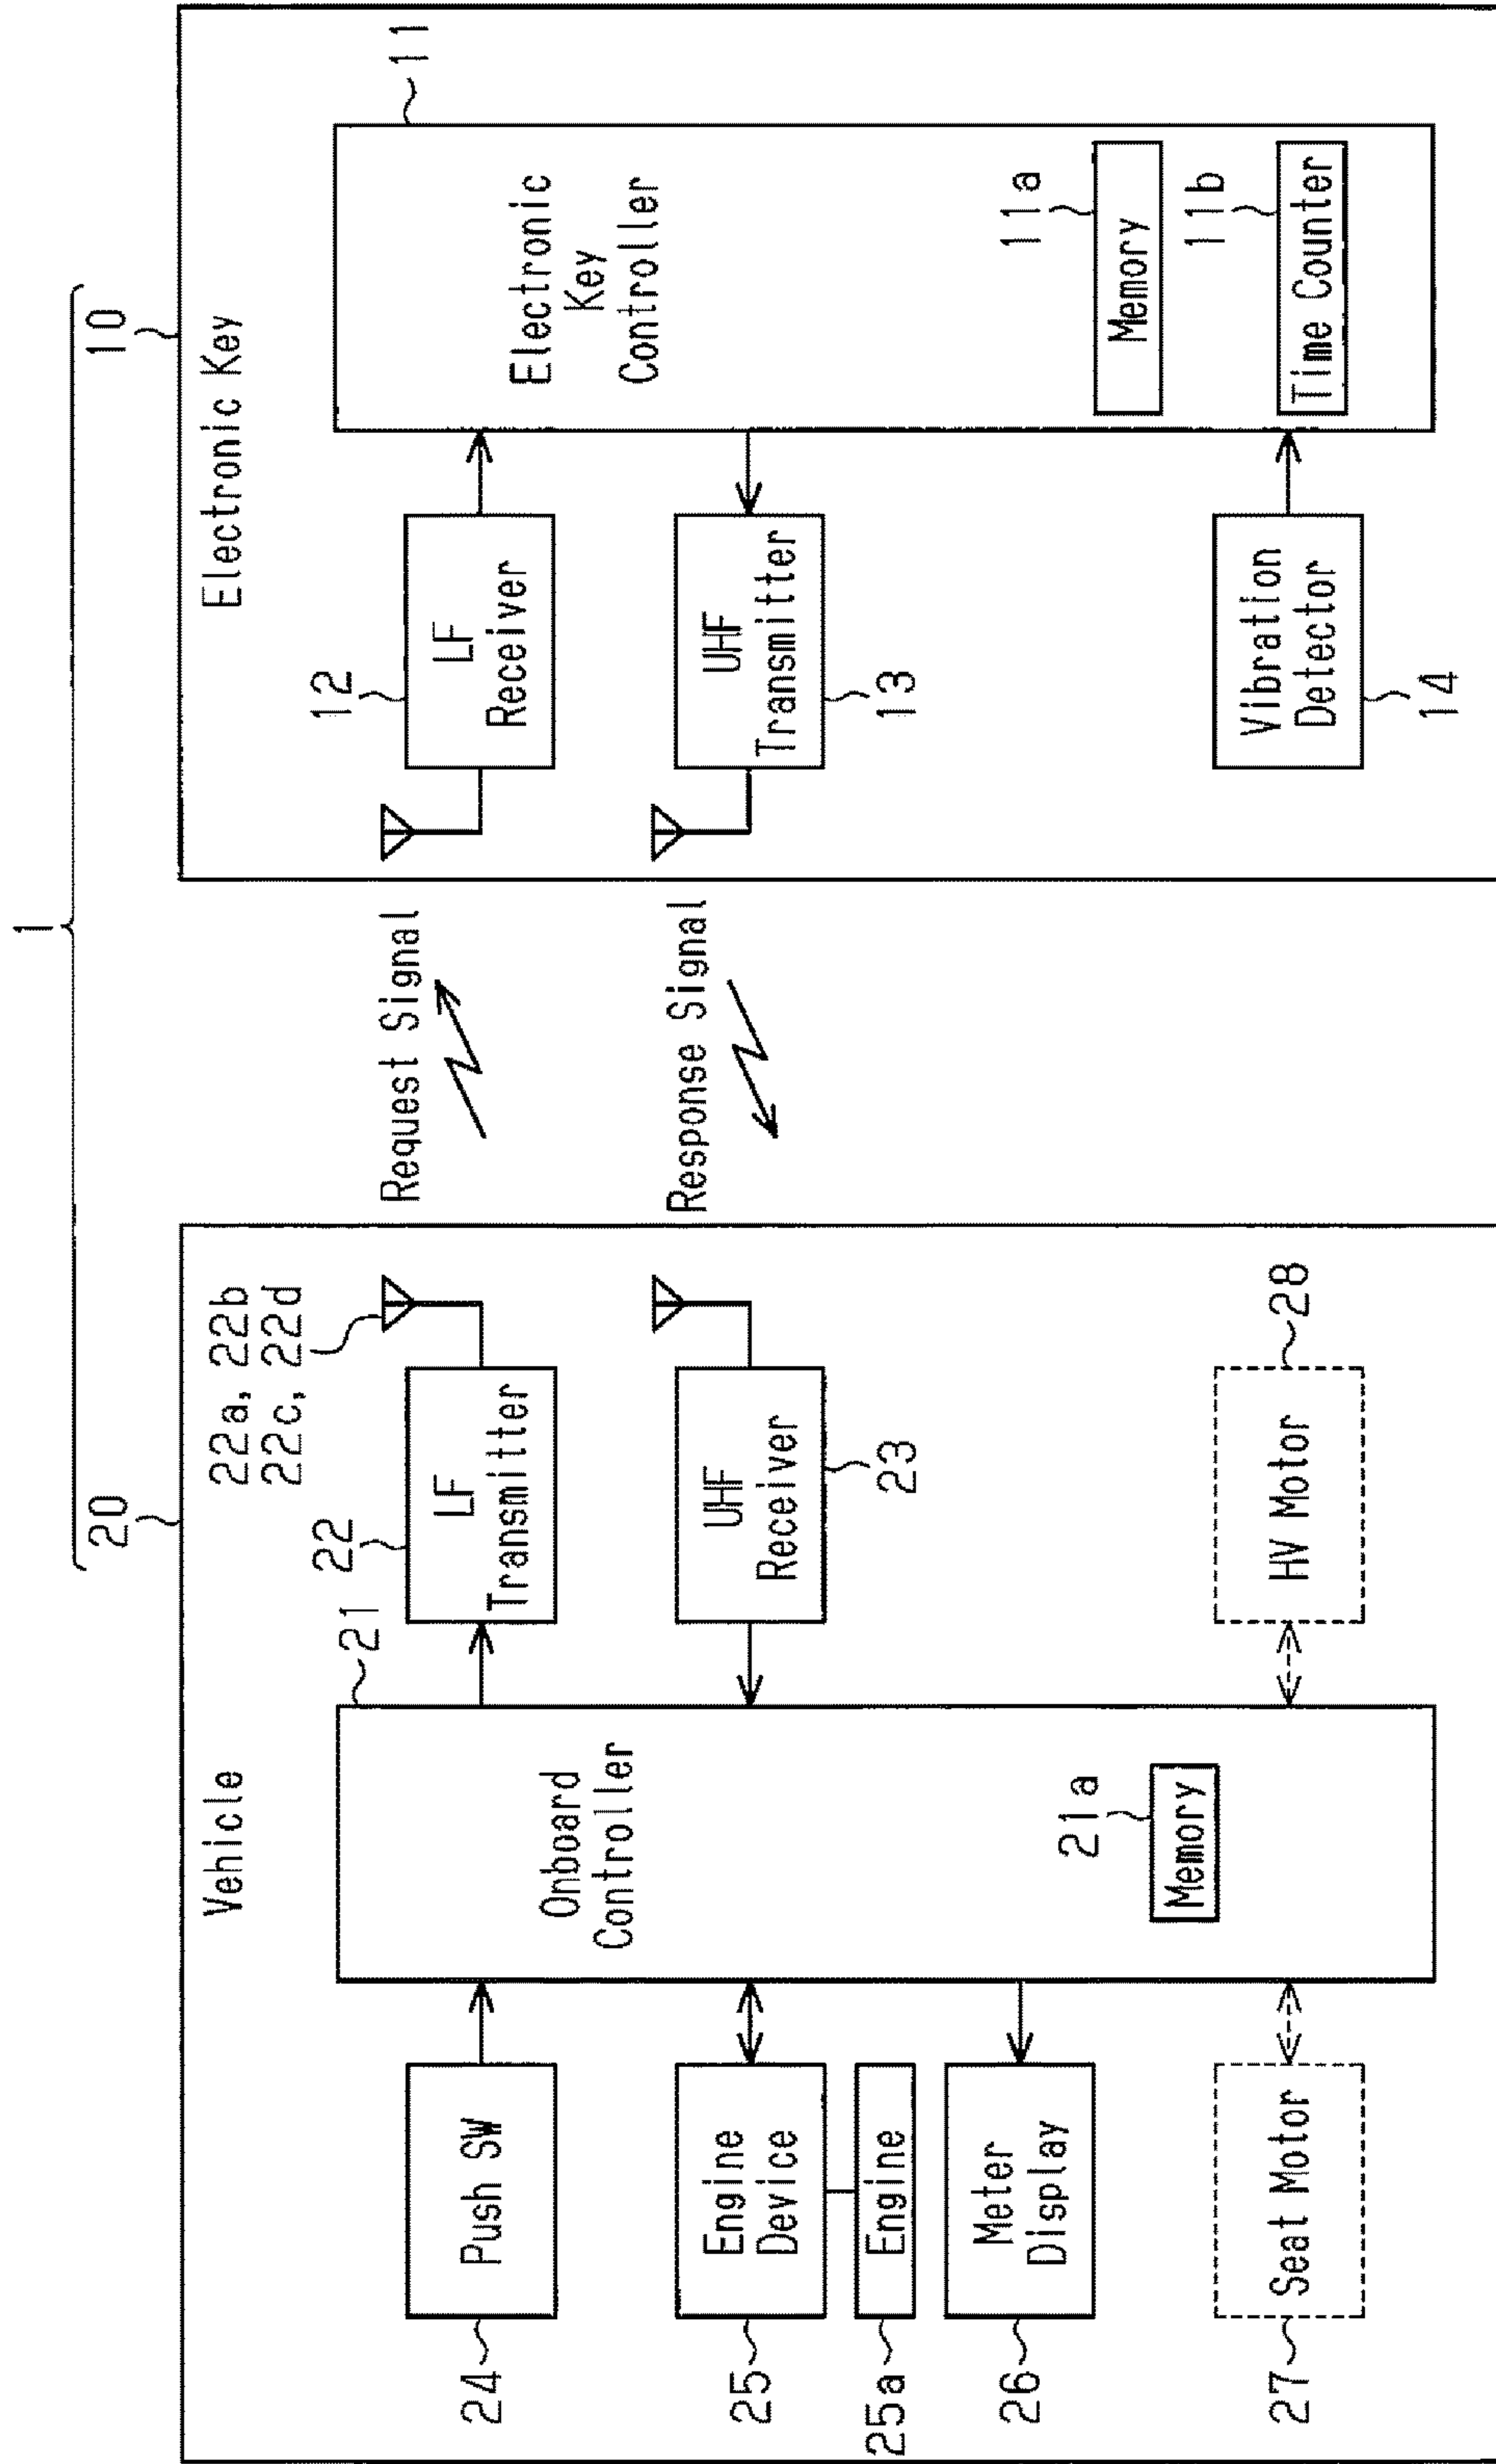 1
20
Vehicle
22a, 22b
22c, 22d
21
22
LF
Transmitter
24
Push SW
Onboard
Controller
UHF
Receiver
23
25
Engine
Device
25a
Engine
26
Meter
Display
21a
Memory
27
Seat Motor
HV Motor
28
Request Signal
Response Signal
10
Electronic Key
11
12
LF
Receiver
Electronic
Key
Controller
UHF
Transmitter
13
11a
Memory
11b
Time Counter
Vibration
Detector
14